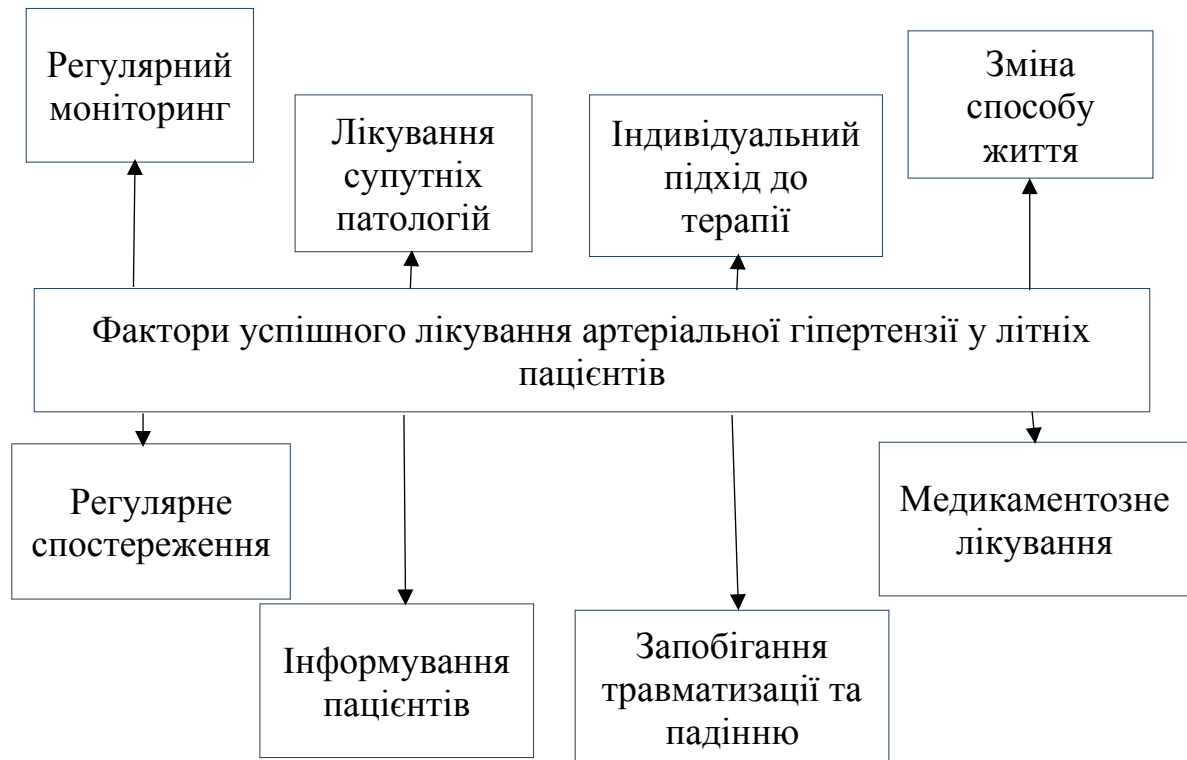 Регулярний
моніторинг
Лікування
супутніх
патологій
Індивідуальний
підхід до
терапії
Зміна
способу
життя
Фактори успішного лікування артеріальної гіпертензії у літніх
пацієнтів
Регулярне
спостереження
Інформування
пацієнтів
Запобігання
травматизації та
падінню
Медикаментозне
лікування